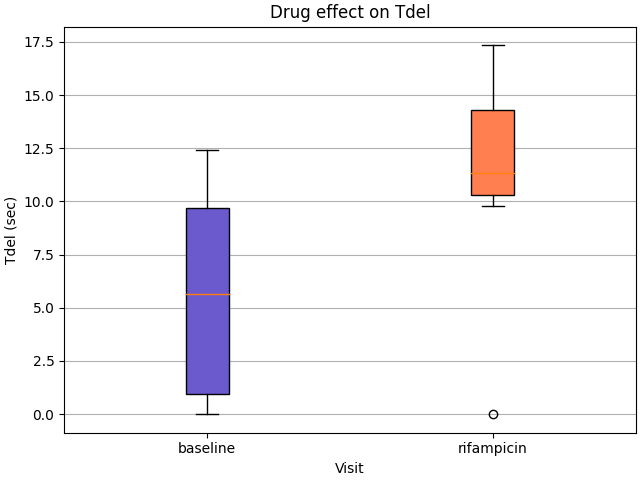 Drug effect on Tdel
17.5
15.0
12.5
10.0
7.5
5.0
2.5
0.0
Tdel (sec)
baseline
rifampicin
Visit